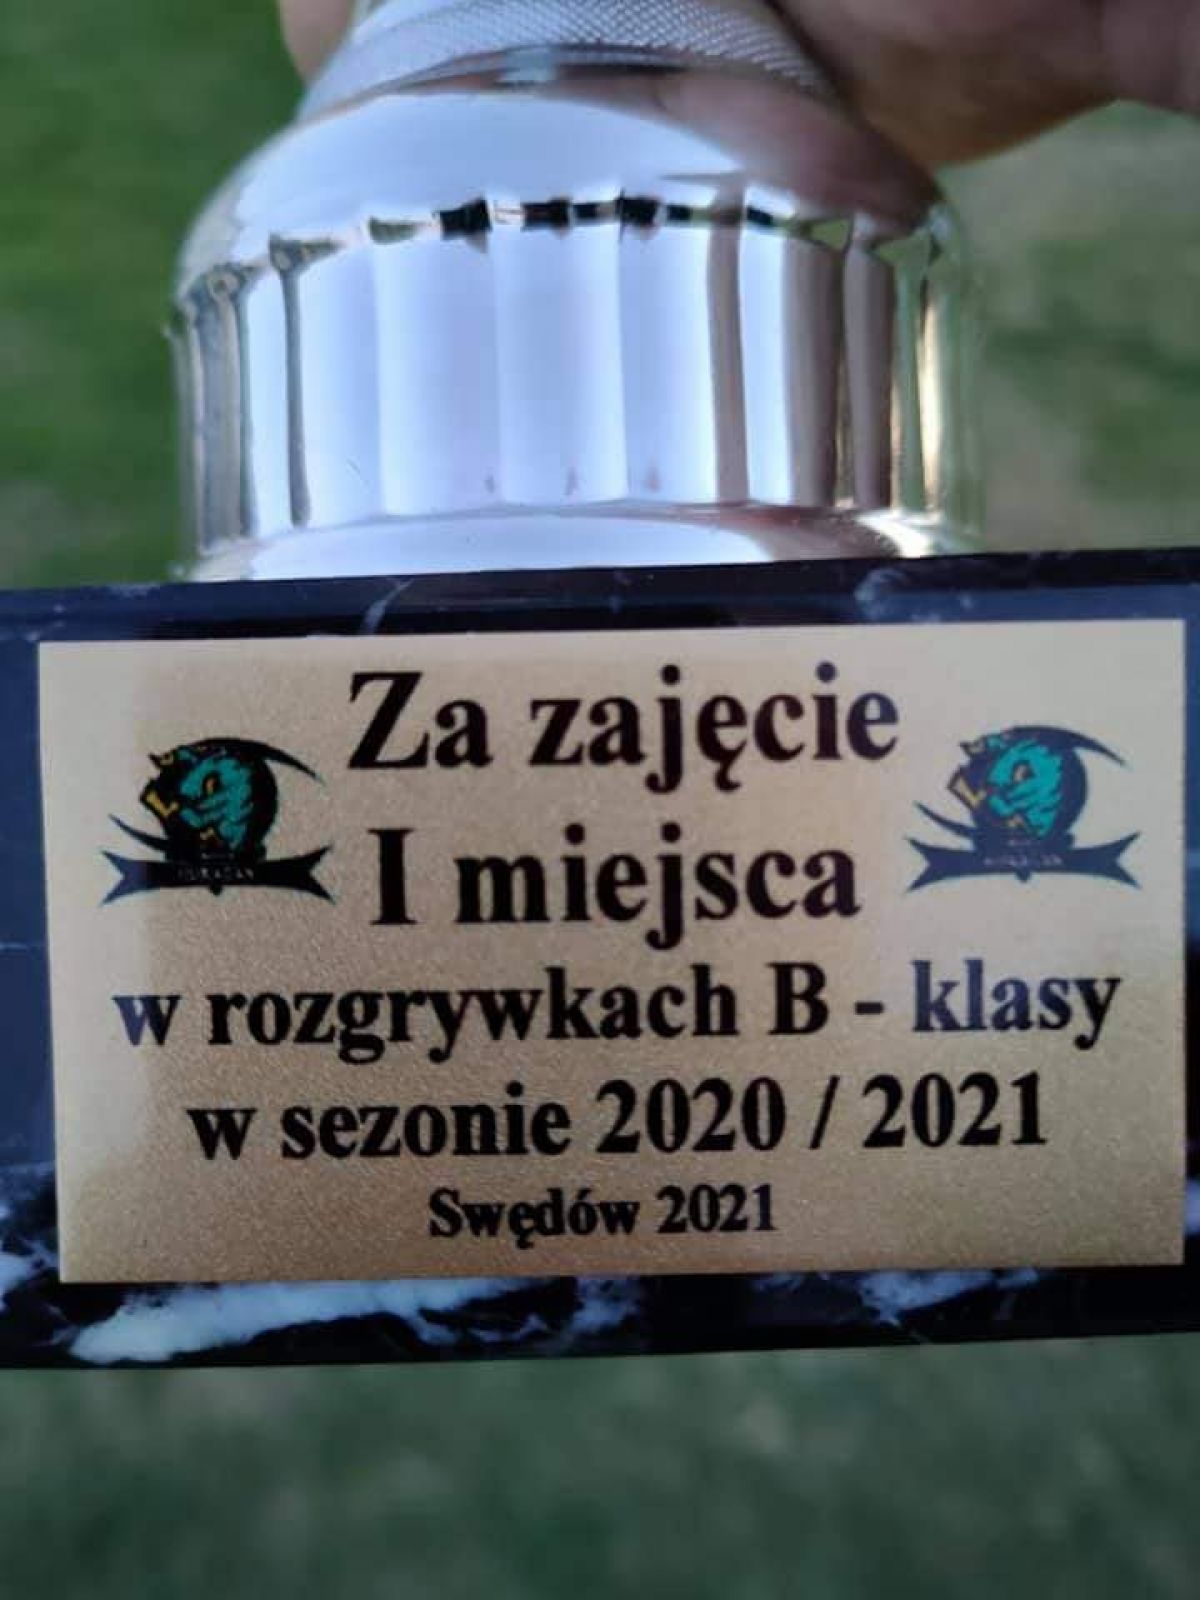 Za zajęcie
I miejsca
w rozgrywkach B - klasy
w sezonie 2020 / 2021
Swędów 2021